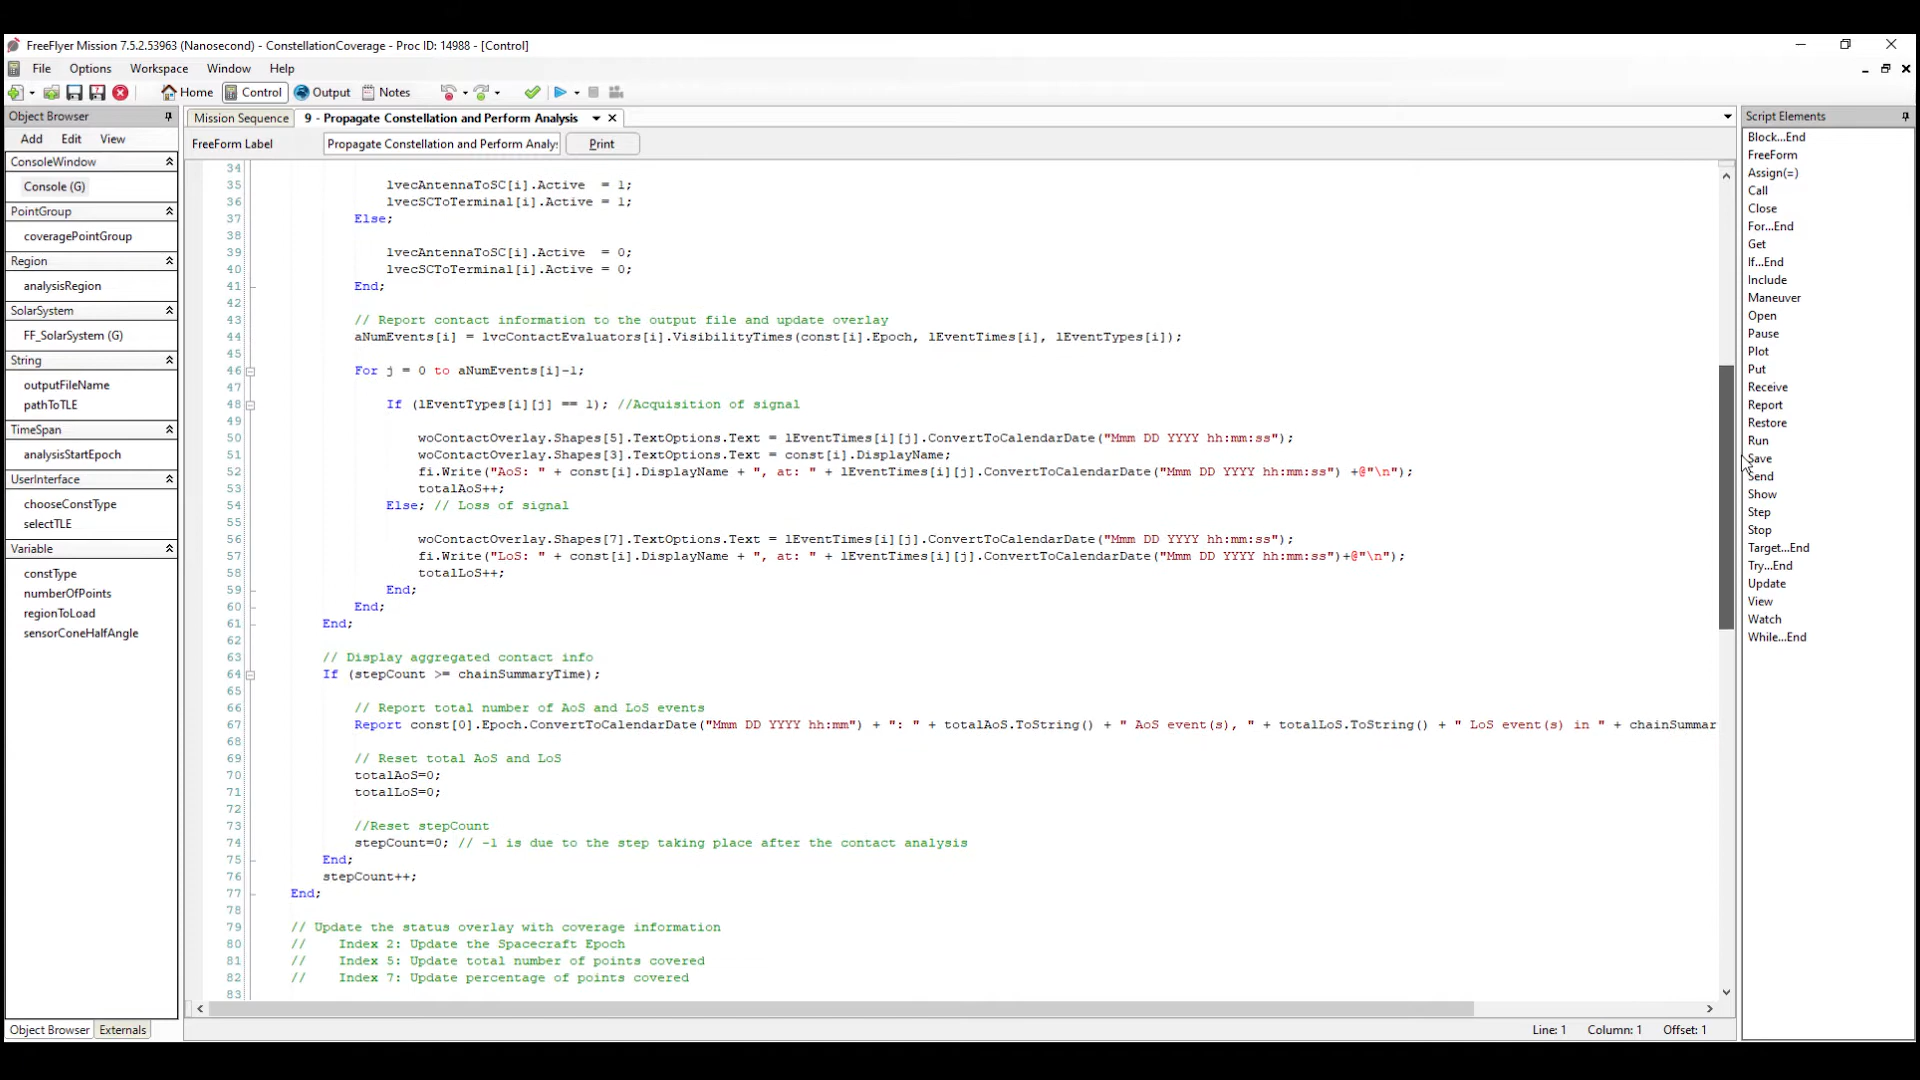 FreeFlyer Mission 7.5.2.53963 (Nanosecond) - ConstellationCoverage - Proc ID: 14988 - [Control]
File Options Workspace Window Help
Home Control Output Notes
Object Browser
Add Edit View
ConsoleWindow
Console (G)
PointGroup
coveragePointGroup
Region
analysisRegion
SolarSystem
FF_SolarSystem (G)
String
outputFileName
pathToTLE
TimeSpan
analysisStartEpoch
UserInterface
chooseConstType
selectTLE
Variable
constType
numberOfPoints
regionToLoad
sensorConeHalfAngle
Object Browser Externals
Mission Sequence 9 - Propagate Constellation and Perform Analysis
FreeForm Label Propagate Constellation and Perform Analy: Print
34
35 lvecAntennaToSC[i].Active = 1;
36 lvecSCToTerminal[i].Active = 1;
37 Else;
38
39 lvecAntennaToSC[i].Active = 0;
40 lvecSCToTerminal[i].Active = 0;
41 End;
42
43 // Report contact information to the output file and update overlay
44 aNumEvents[i] = lvcContactEvaluators[i].VisibilityTimes(const[i].Epoch, lEventTimes[i], lEventTypes[i]);
45
46 For j = 0 to aNumEvents[i]-1;
47
48 If (lEventTypes[i][j] == 1); //Acquisition of signal
49
50 woContactOverlay.Shapes[5].TextOptions.Text = lEventTimes[i][j].ConvertToCalendarDate("Mmm DD YYYY hh:mm:ss");
51 woContactOverlay.Shapes[3].TextOptions.Text = const[i].DisplayName;
52 fi.Write("AoS: " + const[i].DisplayName + ", at: " + lEventTimes[i][j].ConvertToCalendarDate("Mmm DD YYYY hh:mm:ss") +@"\n");
53 totalAoS++;
54 Else; // Loss of signal
55
56 woContactOverlay.Shapes[7].TextOptions.Text = lEventTimes[i][j].ConvertToCalendarDate("Mmm DD YYYY hh:mm:ss");
57 fi.Write("LoS: " + const[i].DisplayName + ", at: " + lEventTimes[i][j].ConvertToCalendarDate("Mmm DD YYYY hh:mm:ss")+@"\n");
58 totalLoS++;
59 End;
60 End;
61 End;
62
63 // Display aggregated contact info
64 If (stepCount >= chainSummaryTime);
65
66 // Report total number of AoS and LoS events
67 Report const[0].Epoch.ConvertToCalendarDate("Mmm DD YYYY hh:mm") + ": " + totalAoS.ToString() + " AoS event(s), " + totalLoS.ToString() + " LoS event(s) in " + chainSummar
68
69 // Reset total AoS and LoS
70 totalAoS=0;
71 totalLoS=0;
72
73 //Reset stepCount
74 stepCount=0; // -1 is due to the step taking place after the contact analysis
75 End;
76 stepCount++;
77 End;
78
79 // Update the status overlay with coverage information
80 // Index 2: Update the Spacecraft Epoch
81 // Index 5: Update total number of points covered
82 // Index 7: Update percentage of points covered
83
Line: 1 Column: 1 Offset: 1
Script Elements
Block...End
FreeForm
Assign(=)
Call
Close
For...End
Get
If...End
Include
Maneuver
Open
Pause
Plot
Put
Receive
Report
Restore
Run
Save
Send
Show
Step
Stop
Target...End
Try...End
Update
View
Watch
While...End